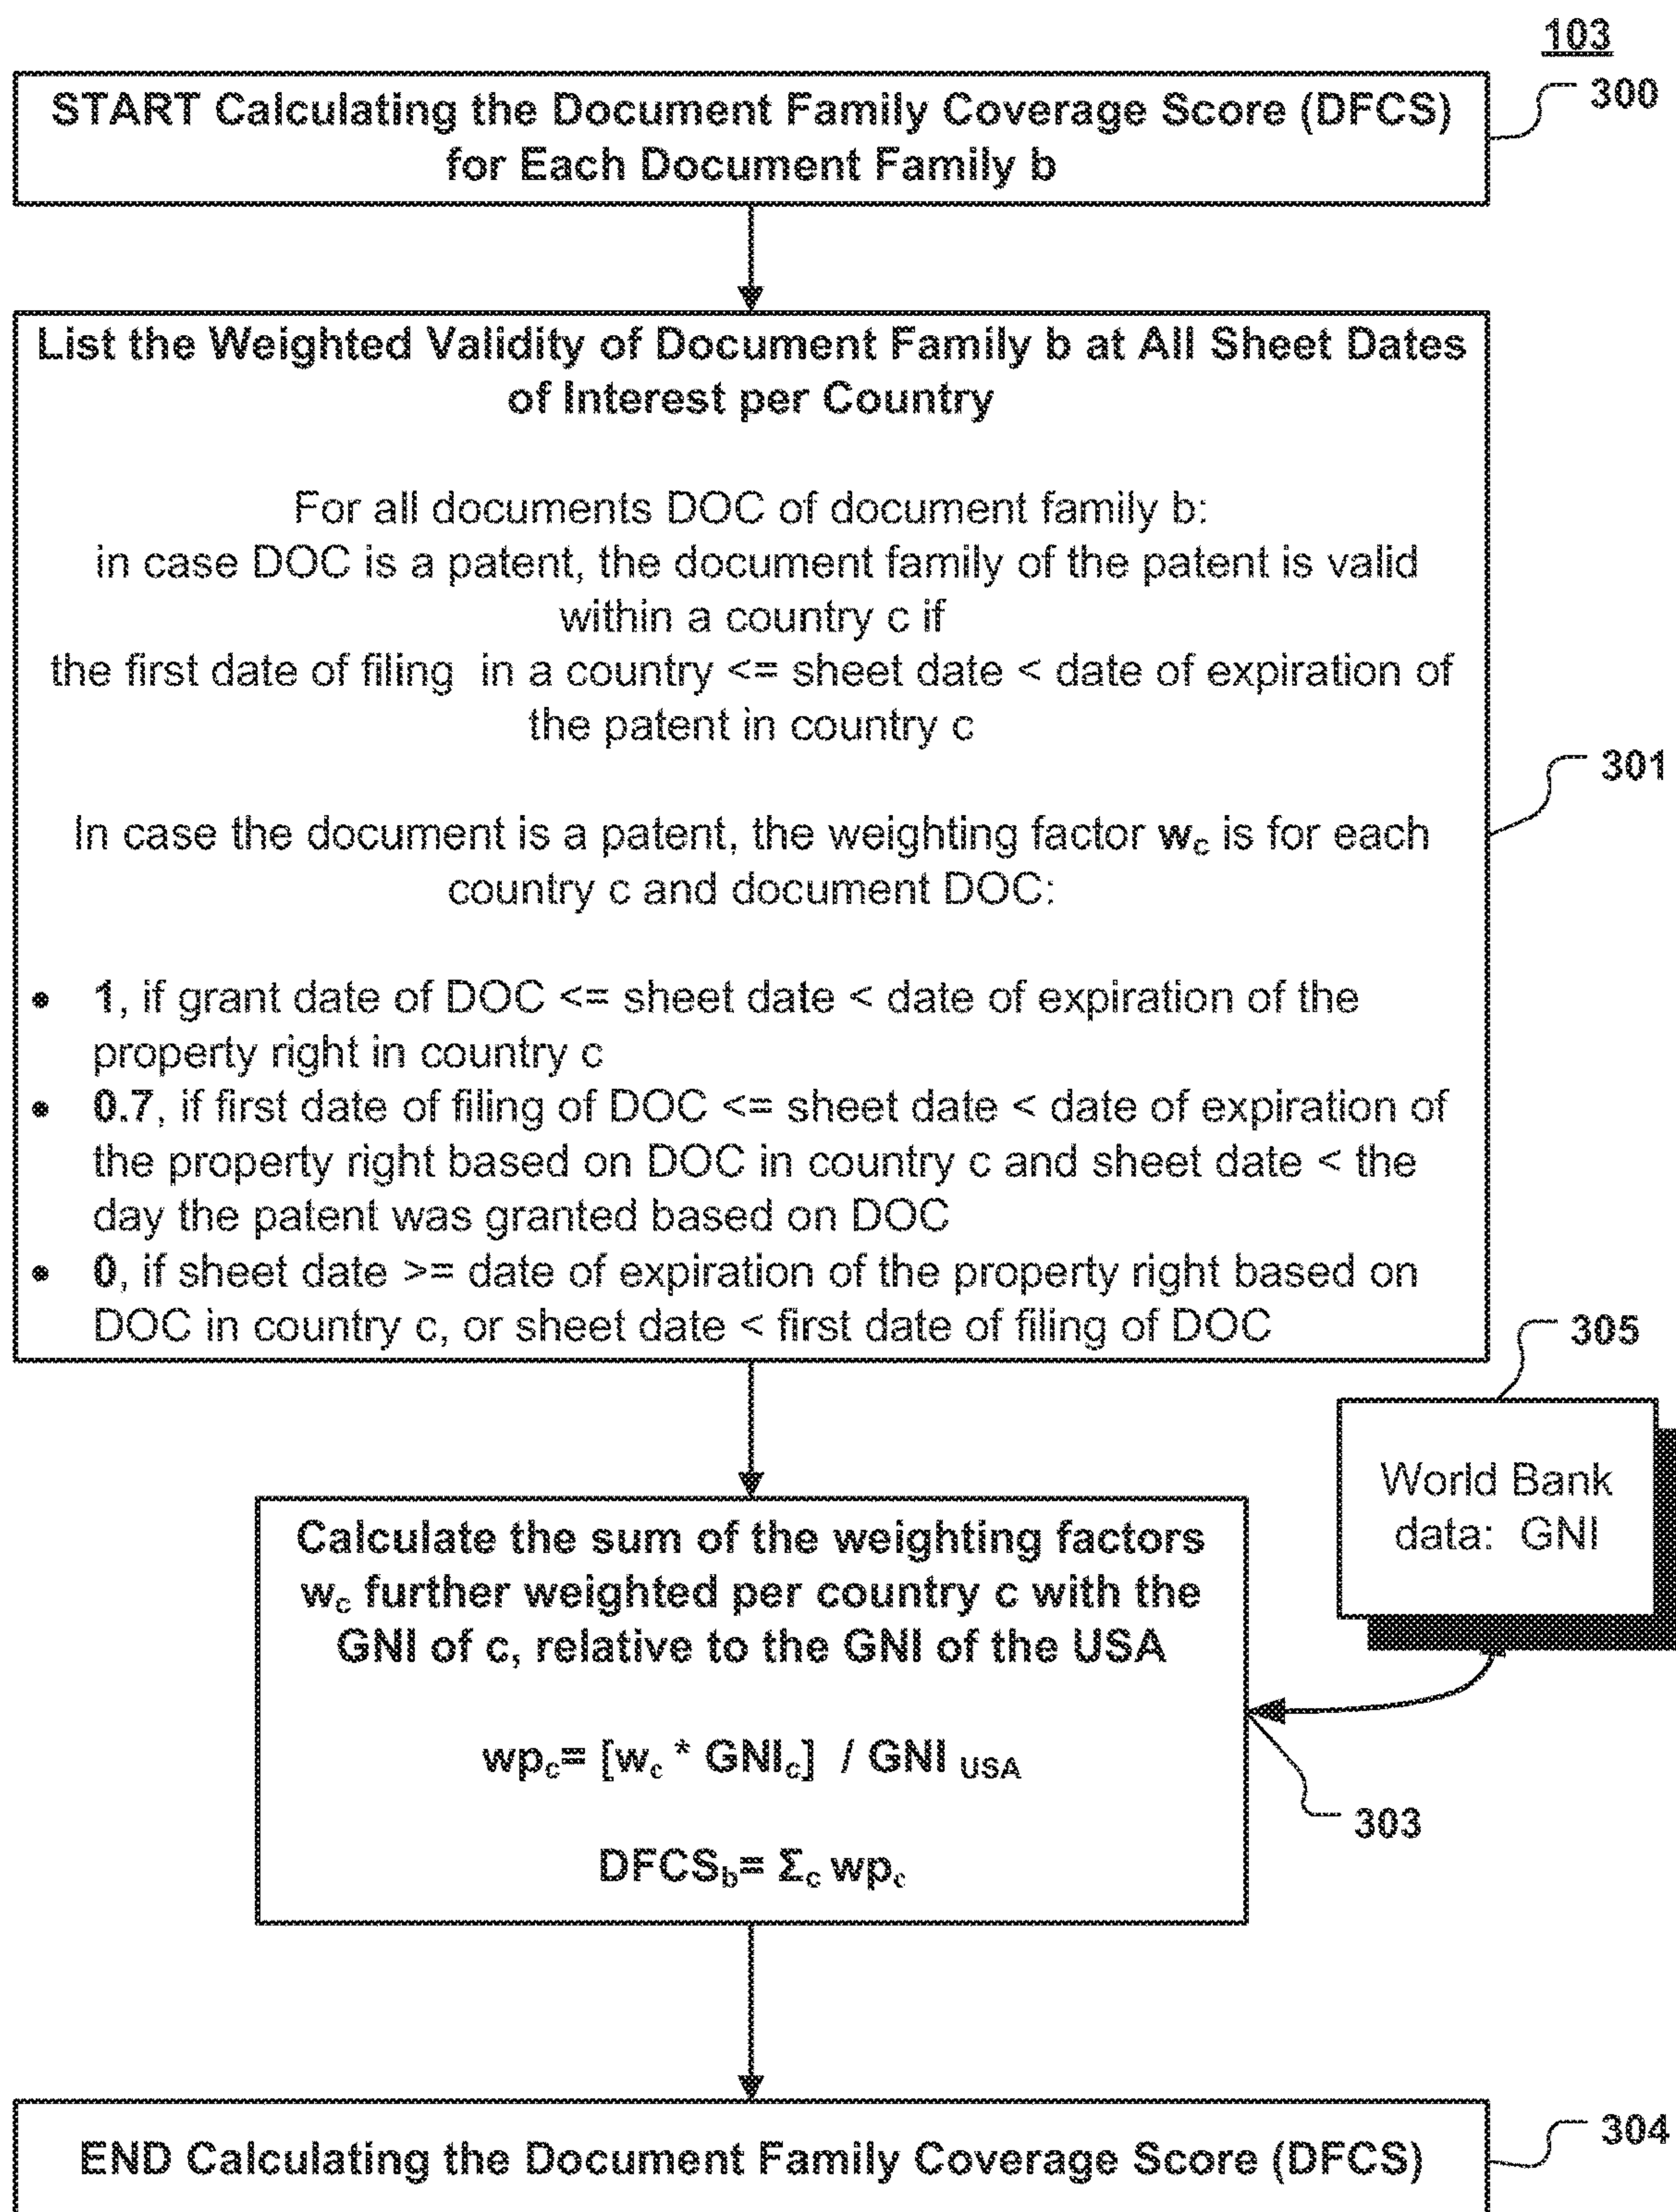 103
START Calculating the Document Family Coverage Score (DFCS)
for Each Document Family b
300
List the Weighted Validity of Document Family b at All Sheet Dates
of Interest per Country
For all documents DOC of document family b:
in case DOC is a patent, the document family of the patent is valid
within a country c if
the first date of filing in a country <= sheet date < date of expiration of
the patent in country c
301
In case the document is a patent, the weighting factor w_c is for each
country c and document DOC:
• 1, if grant date of DOC <= sheet date < date of expiration of the
property right in country c
• 0.7, if first date of filing of DOC <= sheet date < date of expiration of
the property right based on DOC in country c and sheet date < the
day the patent was granted based on DOC
• 0, if sheet date >= date of expiration of the property right based on
DOC in country c, or sheet date < first date of filing of DOC
305
World Bank
data: GNI
Calculate the sum of the weighting factors
w_c further weighted per country c with the
GNI of c, relative to the GNI of the USA
wp_c= [w_c * GNI_c] / GNI _USA
303
DFCS_b= Σ_c wp_c
304
END Calculating the Document Family Coverage Score (DFCS)